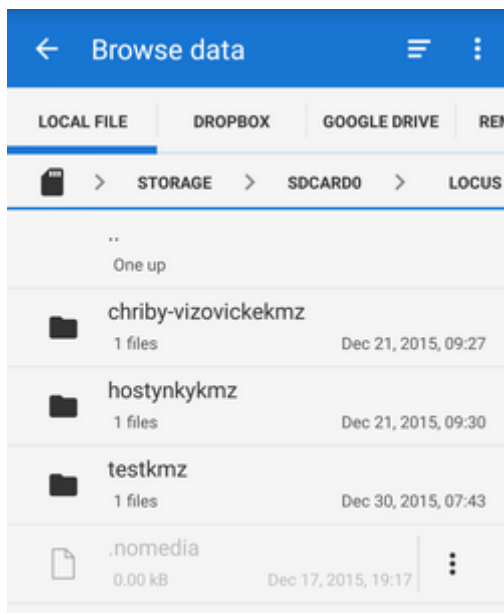 Browse data
LOCAL FILE DROPBOX GOOGLE DRIVE
STORAGE SDCARD0 LOCUS
..
One up
chriby-vizovickekmz
1 files Dec 21, 2015, 09:27
hostynkykmz
1 files Dec 21, 2015, 09:30
testkmz
1 files Dec 30, 2015, 07:43
.nomedia
0.00 kB Dec 17, 2015, 19:17